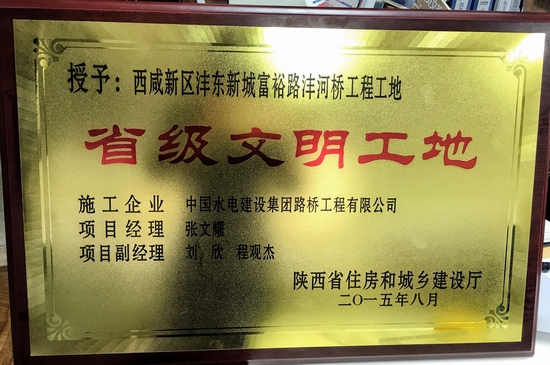 授予：西咸新区沣东新城富裕路沣河桥工程工地
省级文明工地
施工企业 中国水电建设集团路桥工程有限公司
项目经理 张文耀
项目副经理 刘欣 程观杰
陕西省住房和城乡建设厅
二〇一五年八月